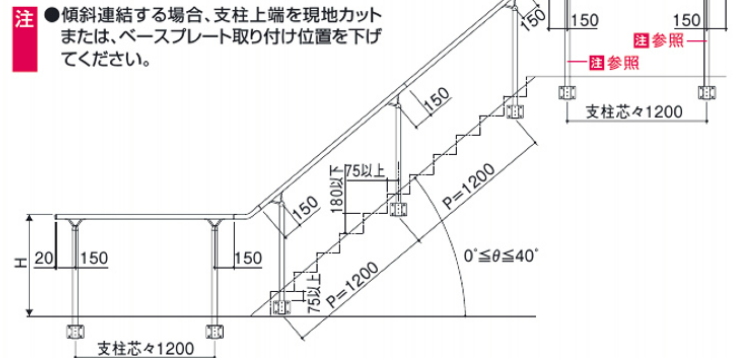 注 ●傾斜連結する場合、支柱上端を現地カット
または、ベースプレート取り付け位置を下げ
てください。
150
注参照
注参照
支柱芯々1200
150
75以上
180以下
P=1200
150
20
150
150
H
0°≦θ≦40°
75以上
P=1200
支柱芯々1200